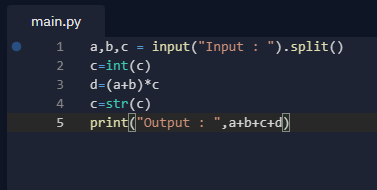 main.py
1 a,b,c = input("Input : ").split()
2 c=int(c)
3 d=(a+b)*c
4 c=str(c)
5 print("Output : ",a+b+c+d)